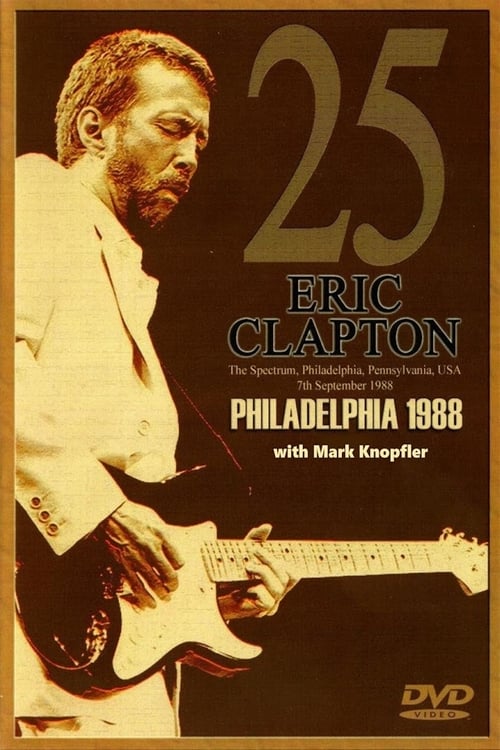 25
ERIC
CLAPTON
The Spectrum, Philadelphia, Pennsylvania, USA
7th September 1988
PHILADELPHIA 1988
with Mark Knopfler
DVD
VIDEO